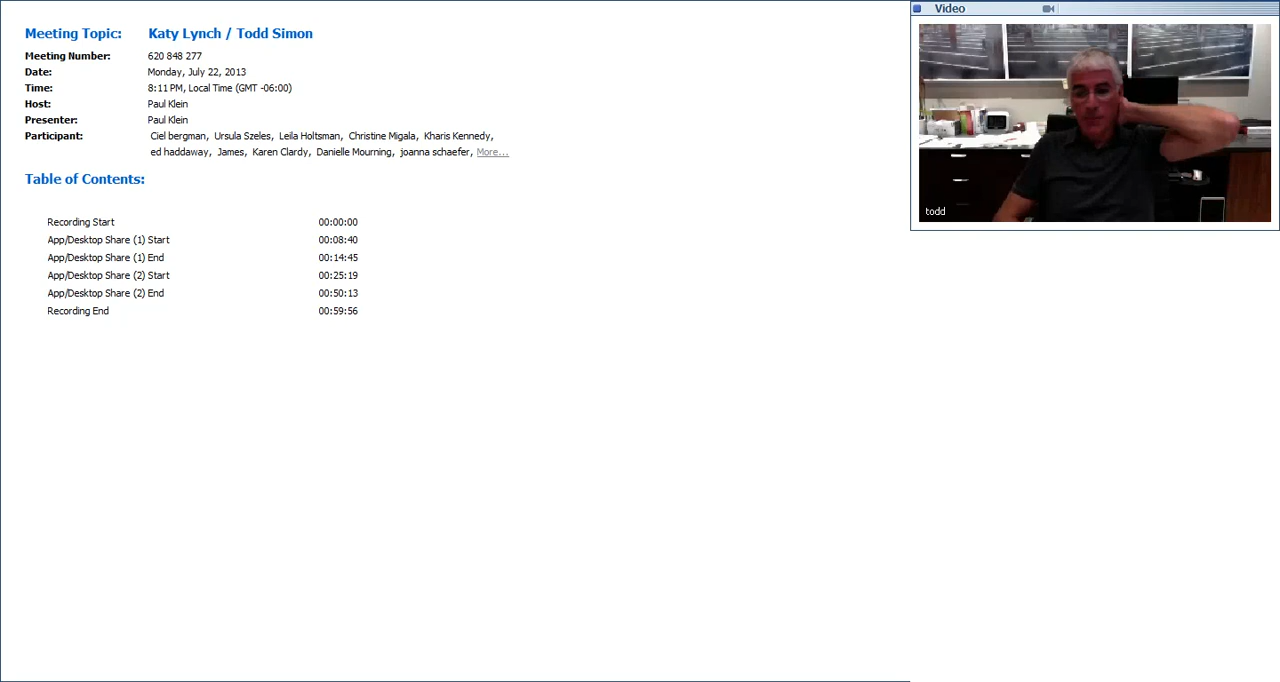 Meeting Topic: Katy Lynch / Todd Simon
Meeting Number: 620 848 277
Date: Monday, July 22, 2013
Time: 8:11 PM, Local Time (GMT -06:00)
Host: Paul Klein
Presenter: Paul Klein
Participant: Ciel bergman, Ursula Szeles, Leila Holtsman, Christine Migala, Kharis Kennedy,
ed haddaway, James, Karen Clardy, Danielle Mourning, joanna schaefer, More...
Table of Contents:
Recording Start 00:00:00
App/Desktop Share (1) Start 00:08:40
App/Desktop Share (1) End 00:14:45
App/Desktop Share (2) Start 00:25:19
App/Desktop Share (2) End 00:50:13
Recording End 00:59:56
Video
todd